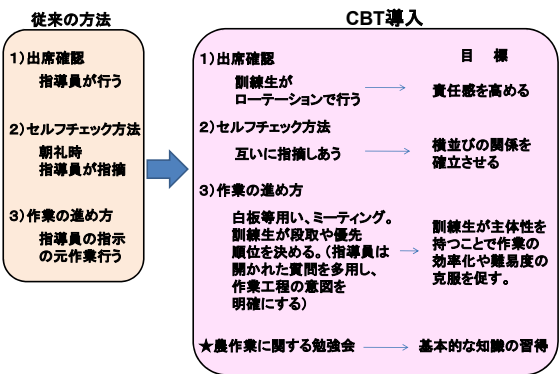 従来の方法
1)出席確認
指導員が行う
2)セルフチェック方法
朝礼時
指導員が指摘
3)作業の進め方
指導員の指示
の元作業行う
CBT導入
目 標
1)出席確認
訓練生が
ローテーションで行う
責任感を高める
2)セルフチェック方法
互いに指摘しあう
横並びの関係を
確立させる
3)作業の進め方
白板等用い、ミーティング。
訓練生が段取や優先
順位を決める。(指導員は
開かれた質問を多用し、
作業工程の意図を
明確にする)
訓練生が主体性を
持つことで作業の
効率化や難易度の
克服を促す。
★農作業に関する勉強会
基本的な知識の習得